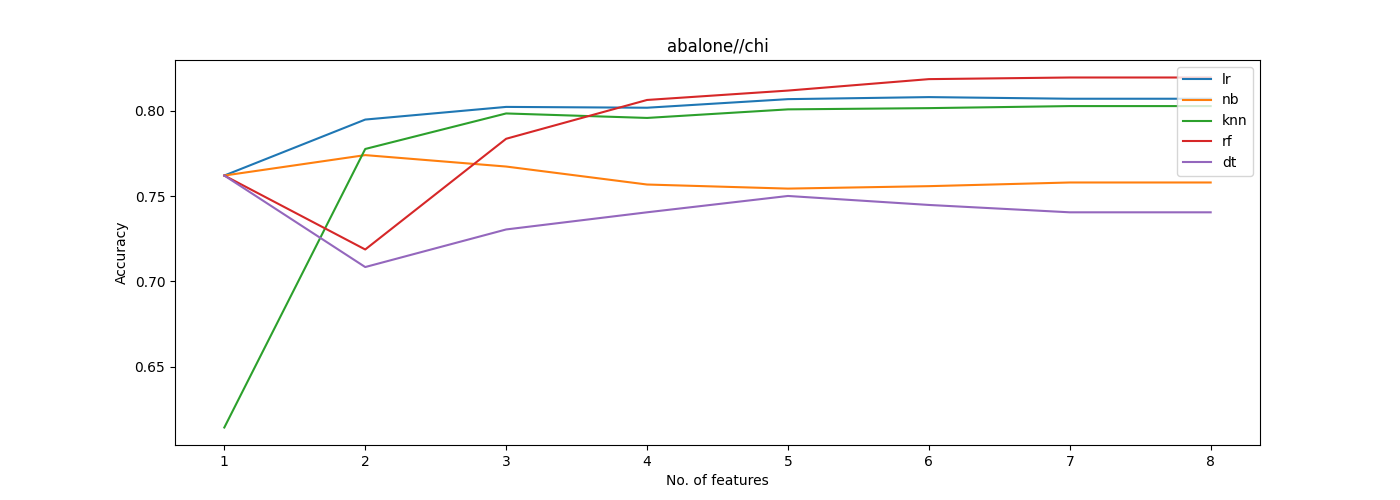 abalone//chi
lr
nb
knn
rf
dt
0.80
0.75
0.70
0.65
Accuracy
1 2 3 4 5 6 7 8
No. of features